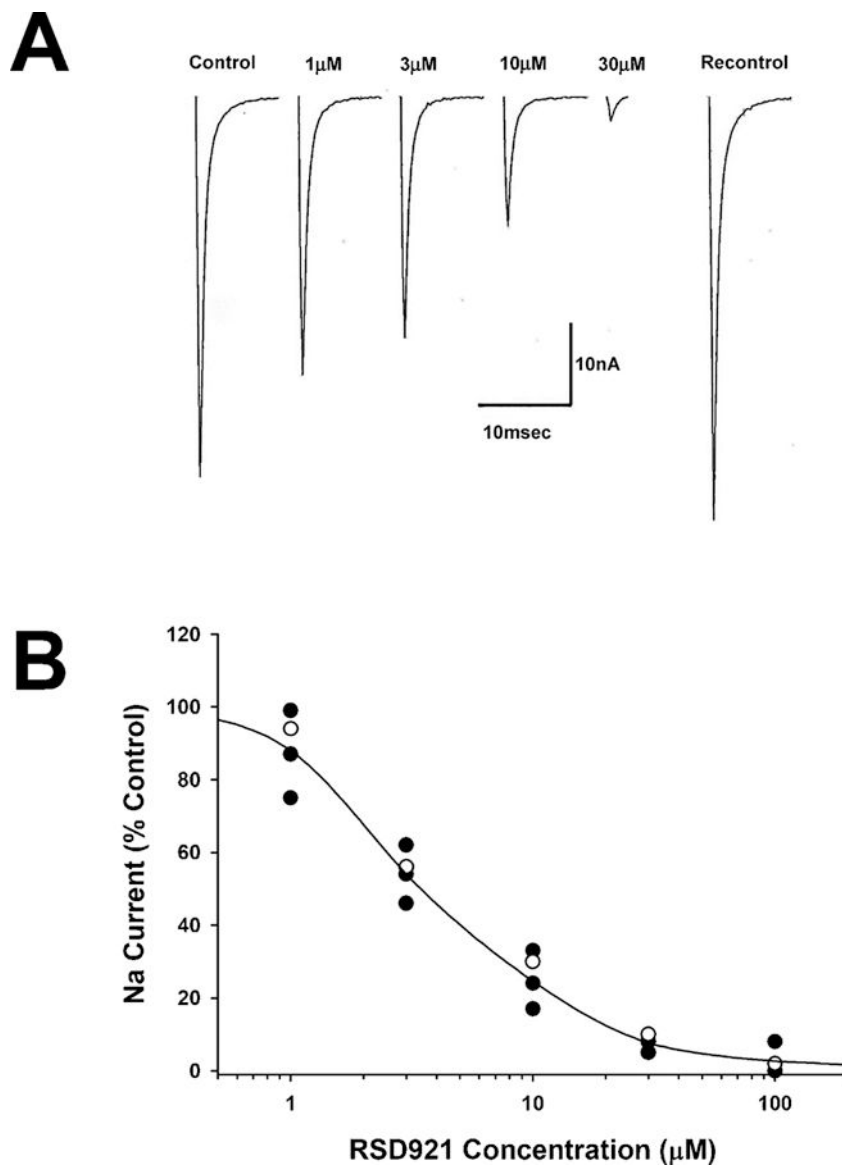 A
Control 1μM 3μM 10μM 30μM Recontrol
10nA
10msec
B
120
100
80
60
40
20
0
Na Current (% Control)
1 10 100
RSD921 Concentration (μM)